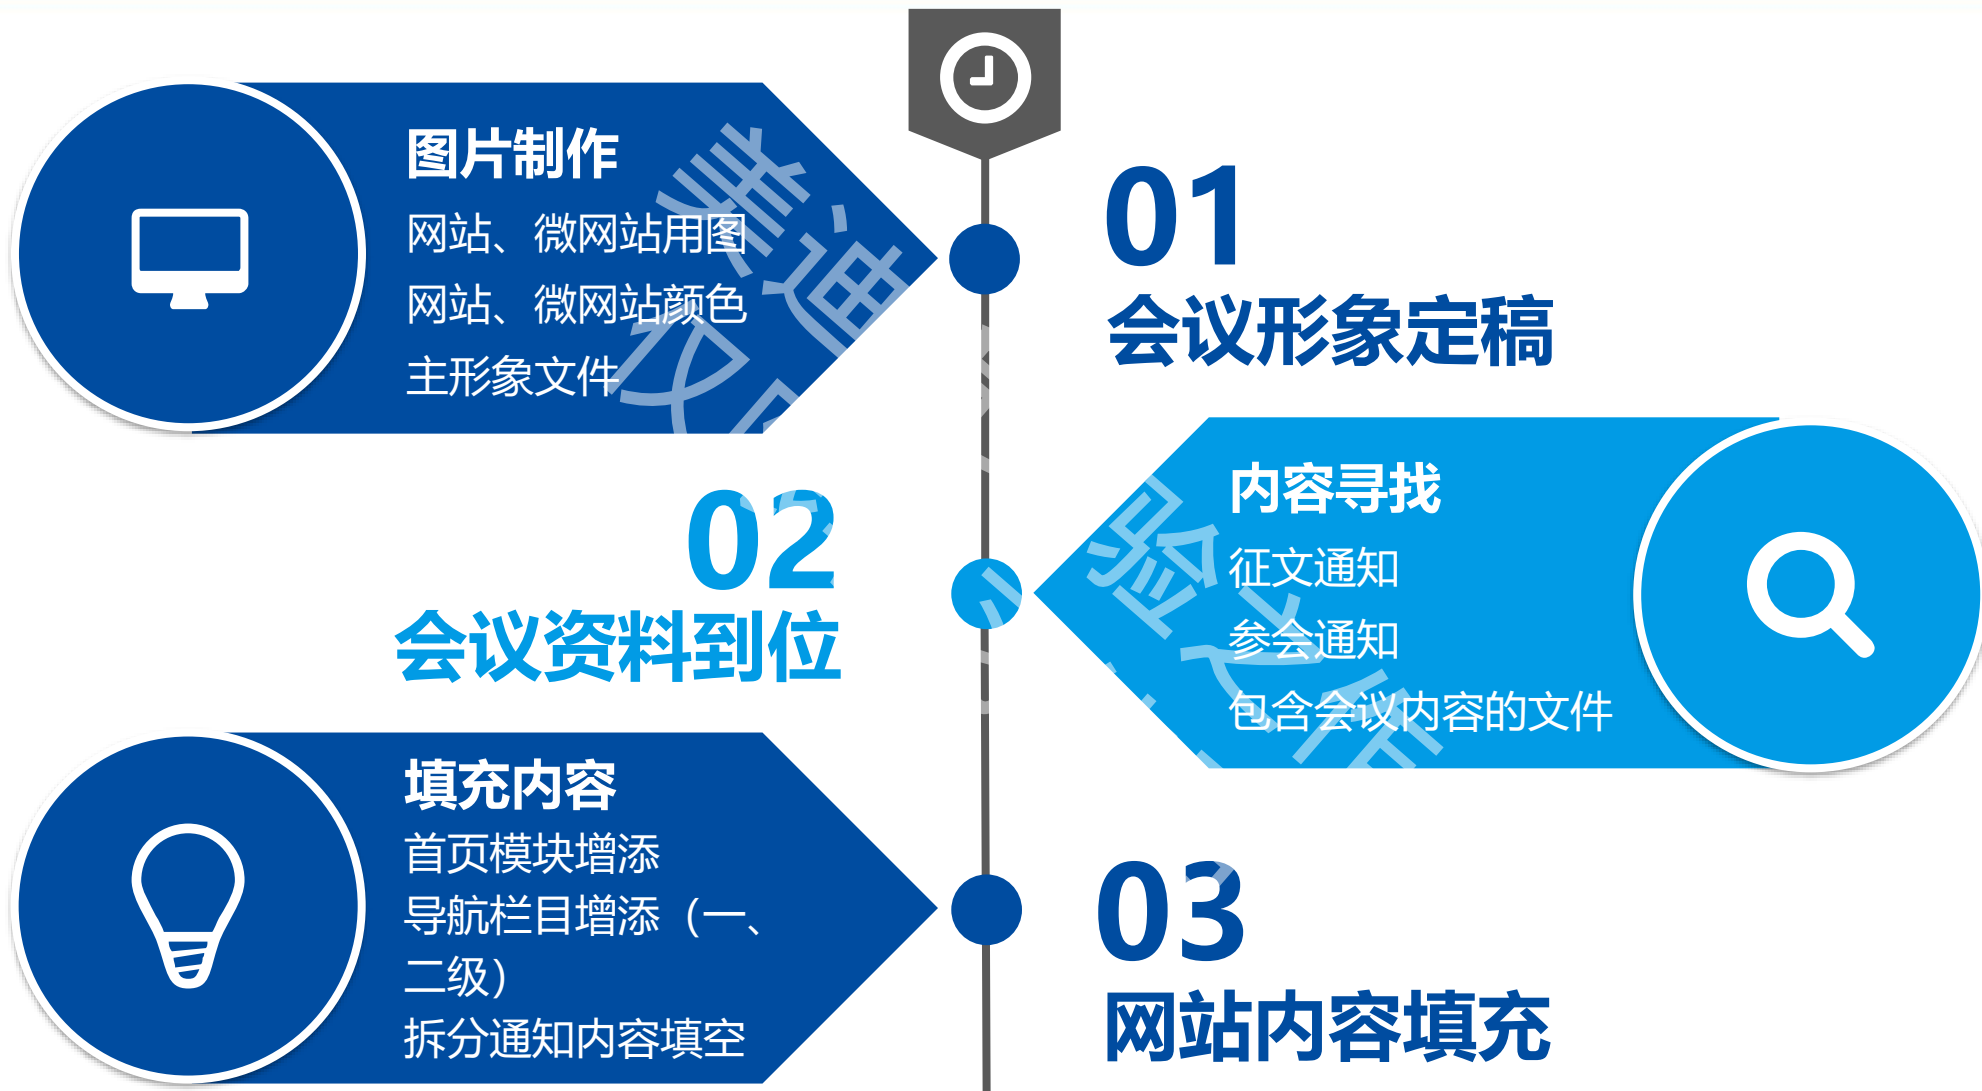 图片制作
网站、微网站用图
网站、微网站颜色
主形象文件
01
会议形象定稿
02
会议资料到位
内容寻找
征文通知
参会通知
包含会议内容的文件
填充内容
首页模块增添
导航栏目增添（一、
二级）
拆分通知内容填空
03
网站内容填充